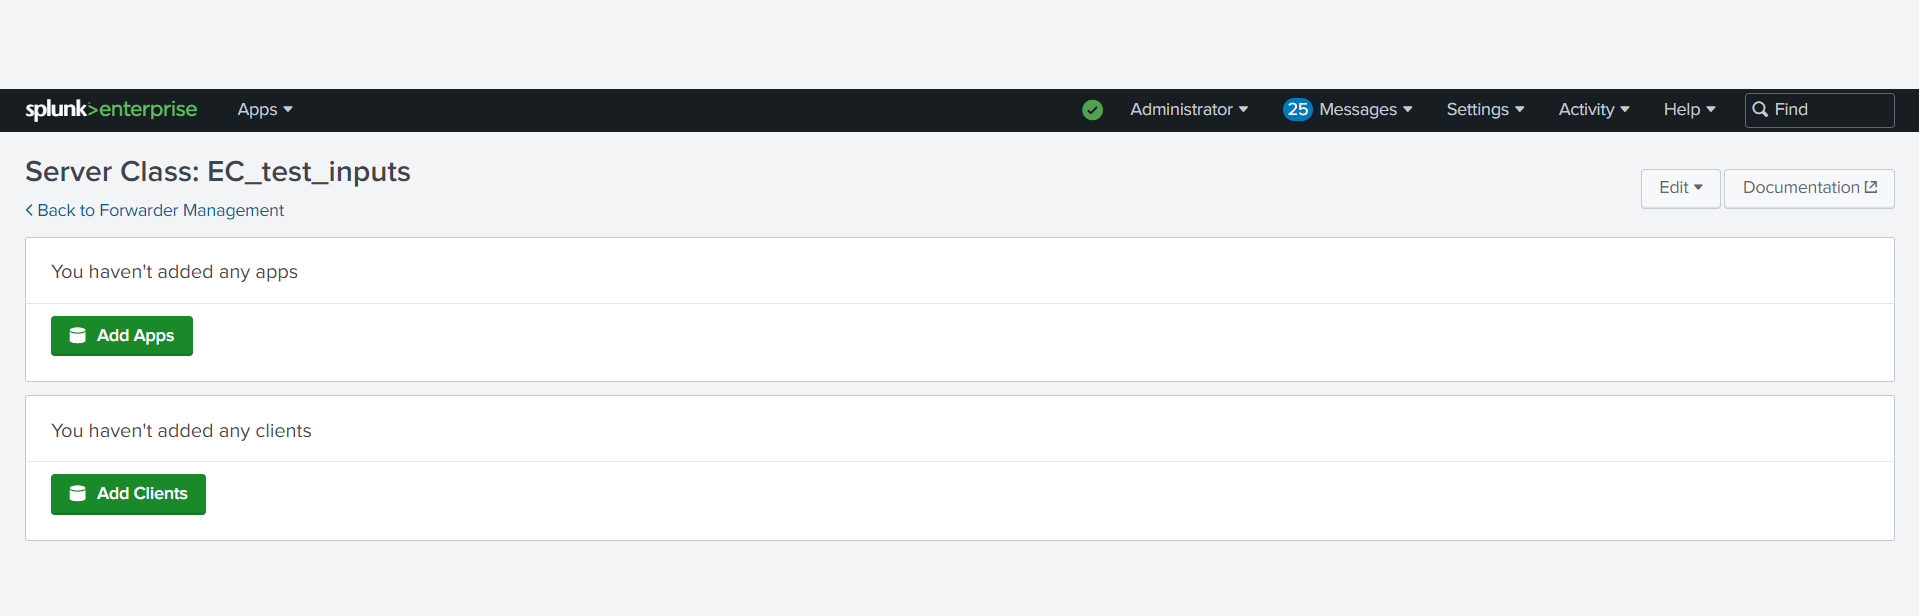 splunk>enterprise Apps Administrator 25 Messages Settings Activity Help Find
Server Class: EC_test_inputs
Back to Forwarder Management
Edit Documentation
You haven't added any apps
Add Apps
You haven't added any clients
Add Clients